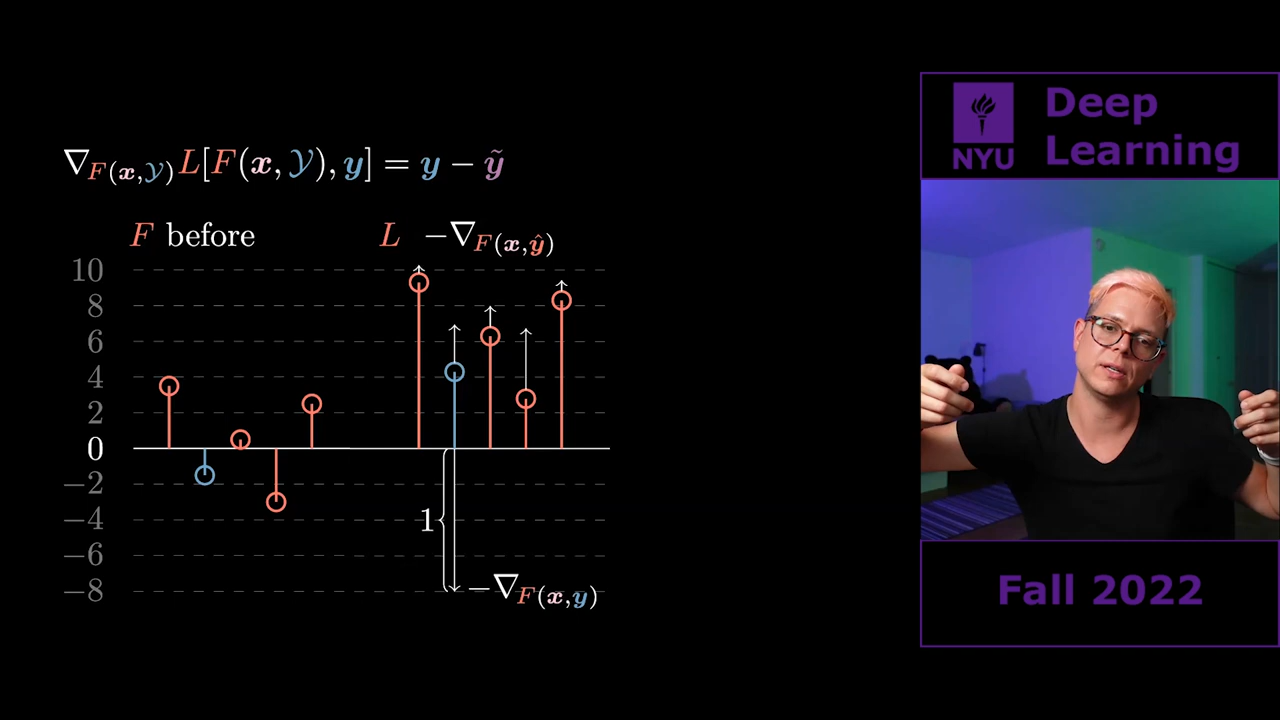 ∇F(x,𝒴) L[F(x,𝒴),y] = y − ỹ
F before
L −∇F(x,ŷ)
10
8
6
4
2
0
−2
−4
−6
−8
1
−∇F(x,y)
NYU
Deep
Learning
Fall 2022